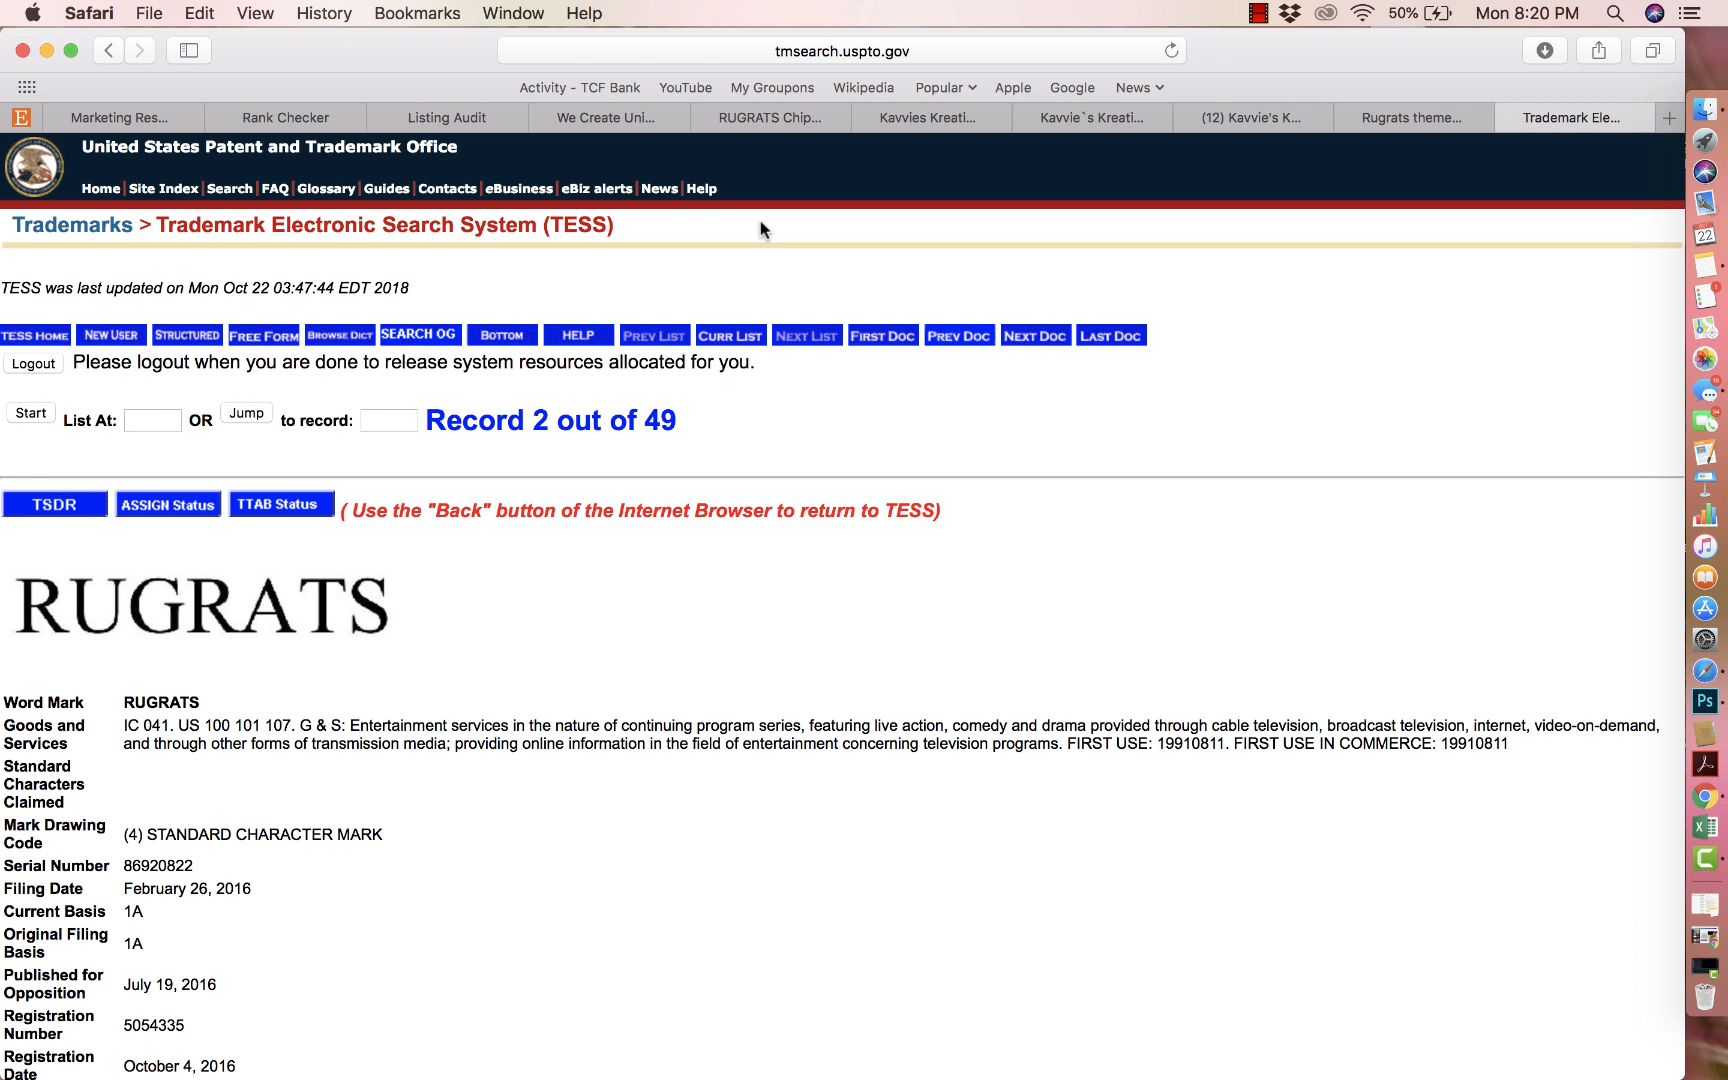 Safari File Edit View History Bookmarks Window Help 50% Mon 8:20 PM
tmsearch.uspto.gov
Activity - TCF Bank YouTube My Groupons Wikipedia Popular Apple Google News
E Marketing Res... Rank Checker Listing Audit We Create Uni... RUGRATS Chip... Kavvies Kreati... Kavvie`s Kreati... (12) Kavvie's K... Rugrats theme... Trademark Ele...
United States Patent and Trademark Office
Home | Site Index | Search | FAQ | Glossary | Guides | Contacts | eBusiness | eBiz alerts | News | Help
Trademarks > Trademark Electronic Search System (TESS)
TESS was last updated on Mon Oct 22 03:47:44 EDT 2018
TESS HOME NEW USER STRUCTURED FREE FORM BROWSE DICT SEARCH OG BOTTOM HELP PREV LIST CURR LIST NEXT LIST FIRST DOC PREV DOC NEXT DOC LAST DOC
Logout Please logout when you are done to release system resources allocated for you.
Start List At: OR Jump to record: Record 2 out of 49
TSDR ASSIGN Status TTAB Status ( Use the "Back" button of the Internet Browser to return to TESS)
RUGRATS
Word Mark RUGRATS
Goods and Services IC 041. US 100 101 107. G & S: Entertainment services in the nature of continuing program series, featuring live action, comedy and drama provided through cable television, broadcast television, internet, video-on-demand,
and through other forms of transmission media; providing online information in the field of entertainment concerning television programs. FIRST USE: 19910811. FIRST USE IN COMMERCE: 19910811
Standard
Characters
Claimed
Mark Drawing
Code (4) STANDARD CHARACTER MARK
Serial Number 86920822
Filing Date February 26, 2016
Current Basis 1A
Original Filing
Basis 1A
Published for
Opposition July 19, 2016
Registration
Number 5054335
Registration
Date October 4, 2016
OCT
22
Ps